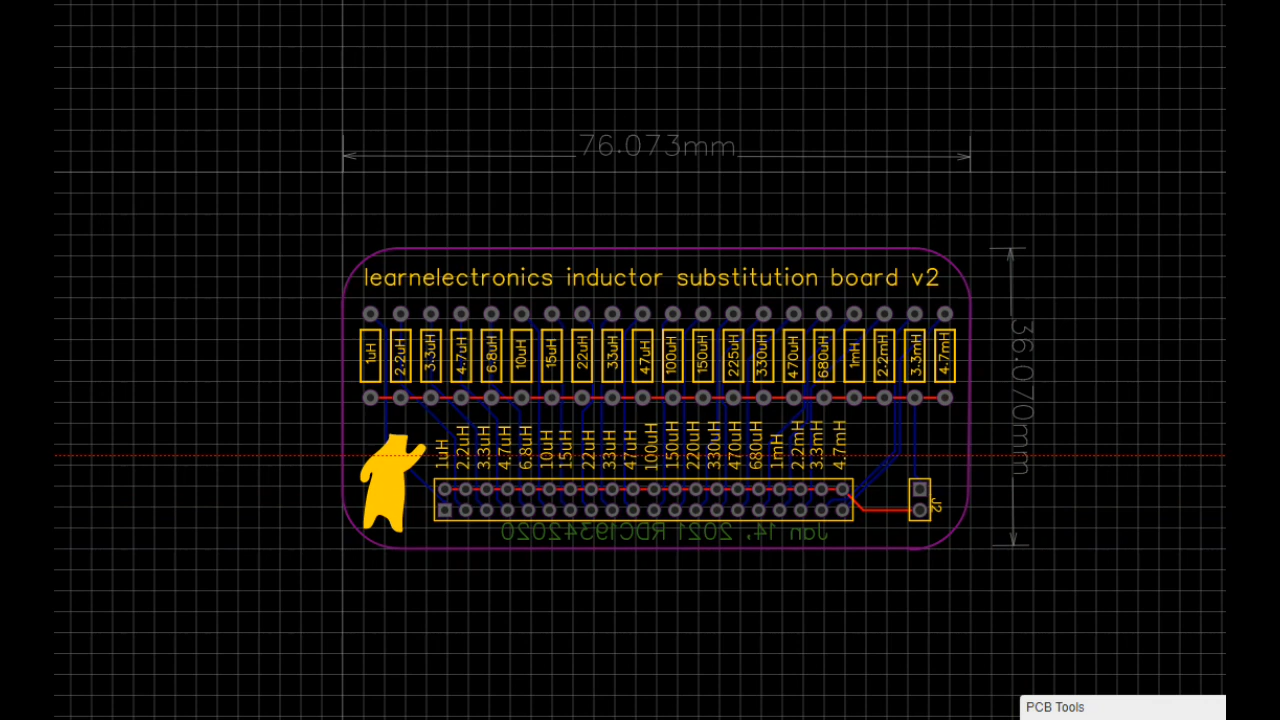 76.073mm
36.070mm
learnelectronics inductor substitution board v2
1uH 2.2uH 3.3uH 4.7uH 6.8uH 10uH 15uH 22uH 33uH 47uH 100uH 150uH 225uH 330uH 470uH 680uH 1mH 2.2mH 3.3mH 4.7mH
1uH 2.2uH 3.3uH 4.7uH 6.8uH 10uH 15uH 22uH 33uH 47uH 100uH 150uH 220uH 330uH 470uH 680uH 1mH 2.2mH 3.3mH 4.7mH
J2
Jan 14, 2021 RDC19342020
PCB Tools